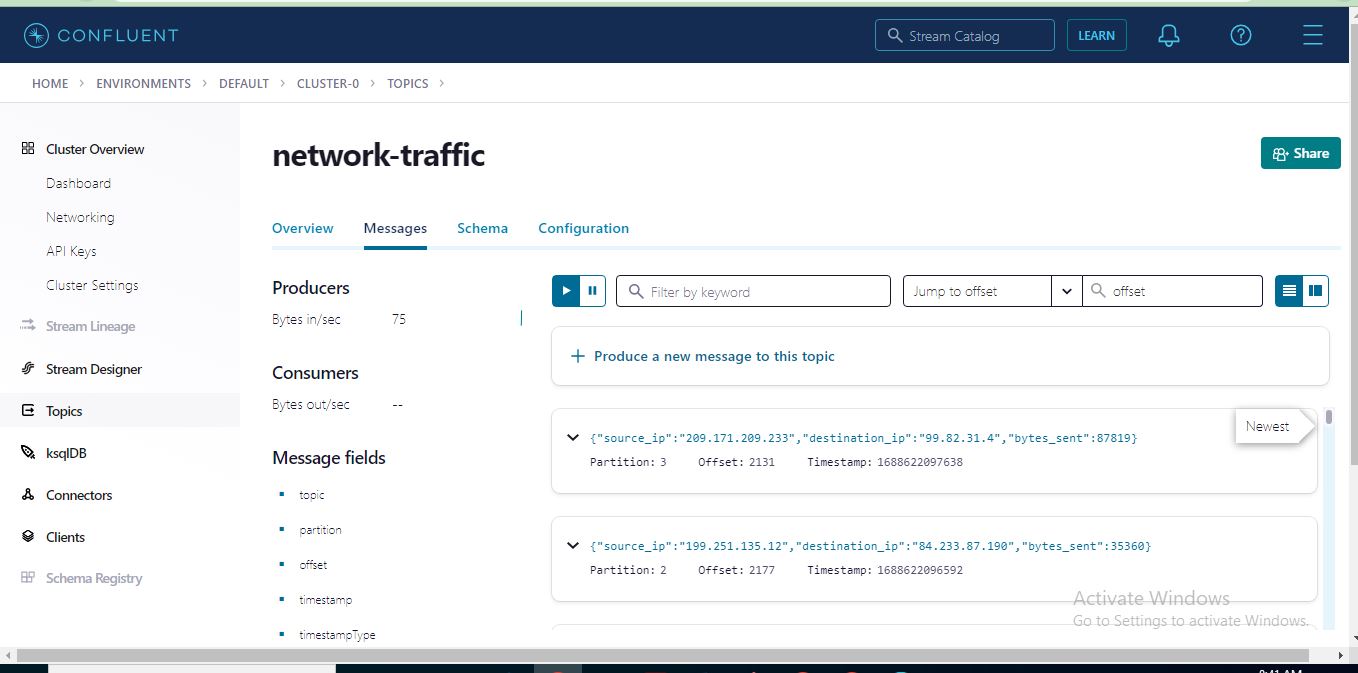 CONFLUENT
Stream Catalog
LEARN
HOME > ENVIRONMENTS > DEFAULT > CLUSTER-0 > TOPICS >
Cluster Overview
Dashboard
Networking
API Keys
Cluster Settings
Stream Lineage
Stream Designer
Topics
ksqlDB
Connectors
Clients
Schema Registry
network-traffic
Share
Overview Messages Schema Configuration
Producers
Bytes in/sec 75
Consumers
Bytes out/sec --
Message fields
topic
partition
offset
timestamp
timestampType
Filter by keyword
Jump to offset
offset
+ Produce a new message to this topic
Newest
{"source_ip":"209.171.209.233","destination_ip":"99.82.31.4","bytes_sent":87819}
Partition: 3 Offset: 2131 Timestamp: 1688622097638
{"source_ip":"199.251.135.12","destination_ip":"84.233.87.190","bytes_sent":35360}
Partition: 2 Offset: 2177 Timestamp: 1688622096592
Activate Windows
Go to Settings to activate Windows.